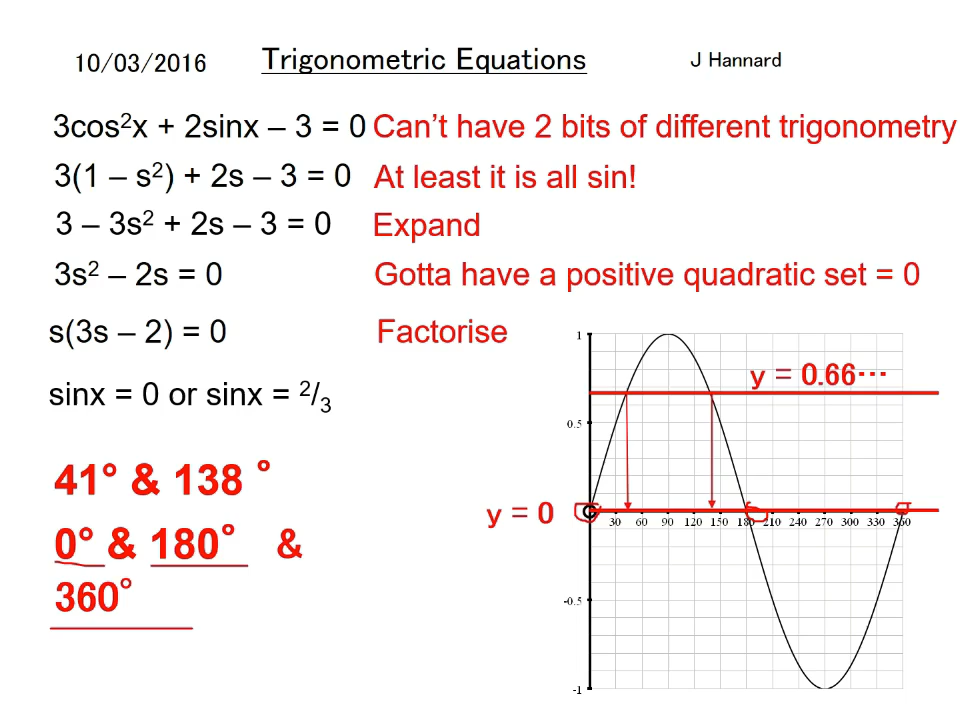 10/03/2016 Trigonometric Equations J Hannard
3cos²x + 2sinx – 3 = 0 Can't have 2 bits of different trigonometry
3(1 – s²) + 2s – 3 = 0 At least it is all sin!
3 – 3s² + 2s – 3 = 0 Expand
3s² – 2s = 0 Gotta have a positive quadratic set = 0
s(3s – 2) = 0 Factorise
sinx = 0 or sinx = ²/₃
41° & 138 °
0° & 180° &
360°
1
y = 0.66…
0.5
y = 0
0
30 60 90 120 150 180 210 240 270 300 330 360
-0.5
-1